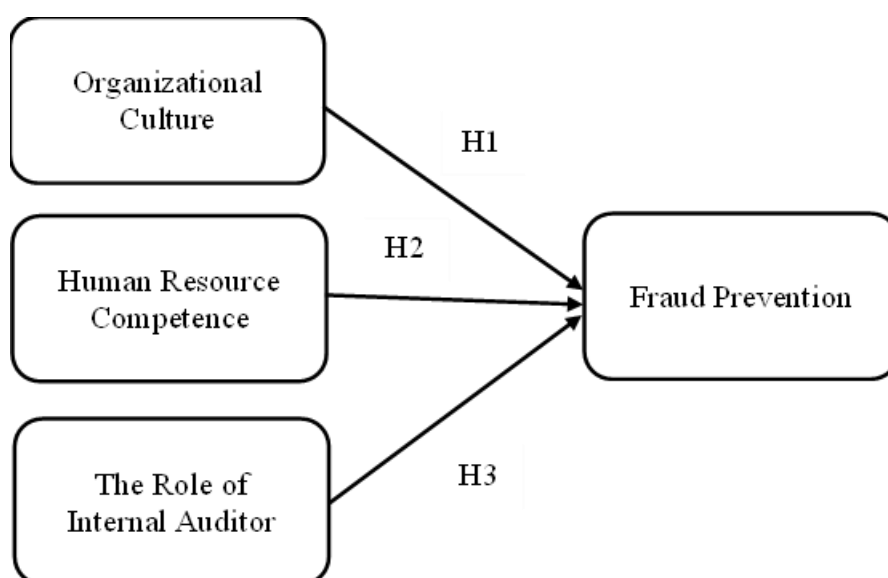 Organizational
Culture
H1
Human Resource
Competence
H2
Fraud Prevention
The Role of
Internal Auditor
H3